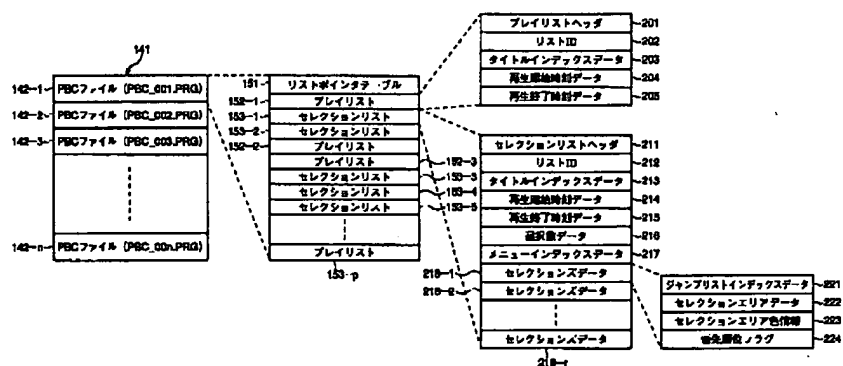 141
142-1 PBCファイル (PBC_001.PRG)
142-2 PBCファイル (PBC_002.PRG)
142-3 PBCファイル (PBC_003.PRG)
142-n PBCファイル (PBC_00n.PRG)
151 リストポインタテーブル
152-1 プレイリスト
153-1 セレクションリスト
153-2 セレクションリスト
152-2 プレイリスト
プレイリスト 152-3
セレクションリスト 153-3
セレクションリスト 153-4
セレクションリスト 153-5
プレイリスト
153-p
プレイリストヘッダ 201
リストID 202
タイトルインデックスデータ 203
再生開始時刻データ 204
再生終了時刻データ 205
セレクションリストヘッダ 211
リストID 212
タイトルインデックスデータ 213
再生開始時刻データ 214
再生終了時刻データ 215
選択数データ 216
メニューインデックスデータ 217
218-1 セレクションズデータ
218-2 セレクションズデータ
セレクションズデータ
218-r
ジャンプリストインデックスデータ 221
セレクションエリアデータ 222
セレクションエリア色情報 223
優先順位フラグ 224